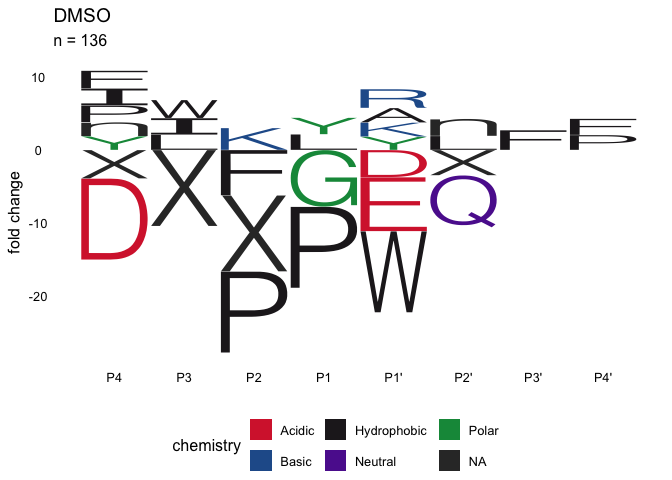 DMSO
n = 136
10
0
-10
-20
fold change
F
I
P
n
Y
X
D
W
I
L
X
K
F
X
P
Y
L
G
P
R
A
K
Y
D
E
W
n
X
Q
F
F
P
P4 P3 P2 P1 P1' P2' P3' P4'
chemistry
Acidic Hydrophobic Polar
Basic Neutral NA